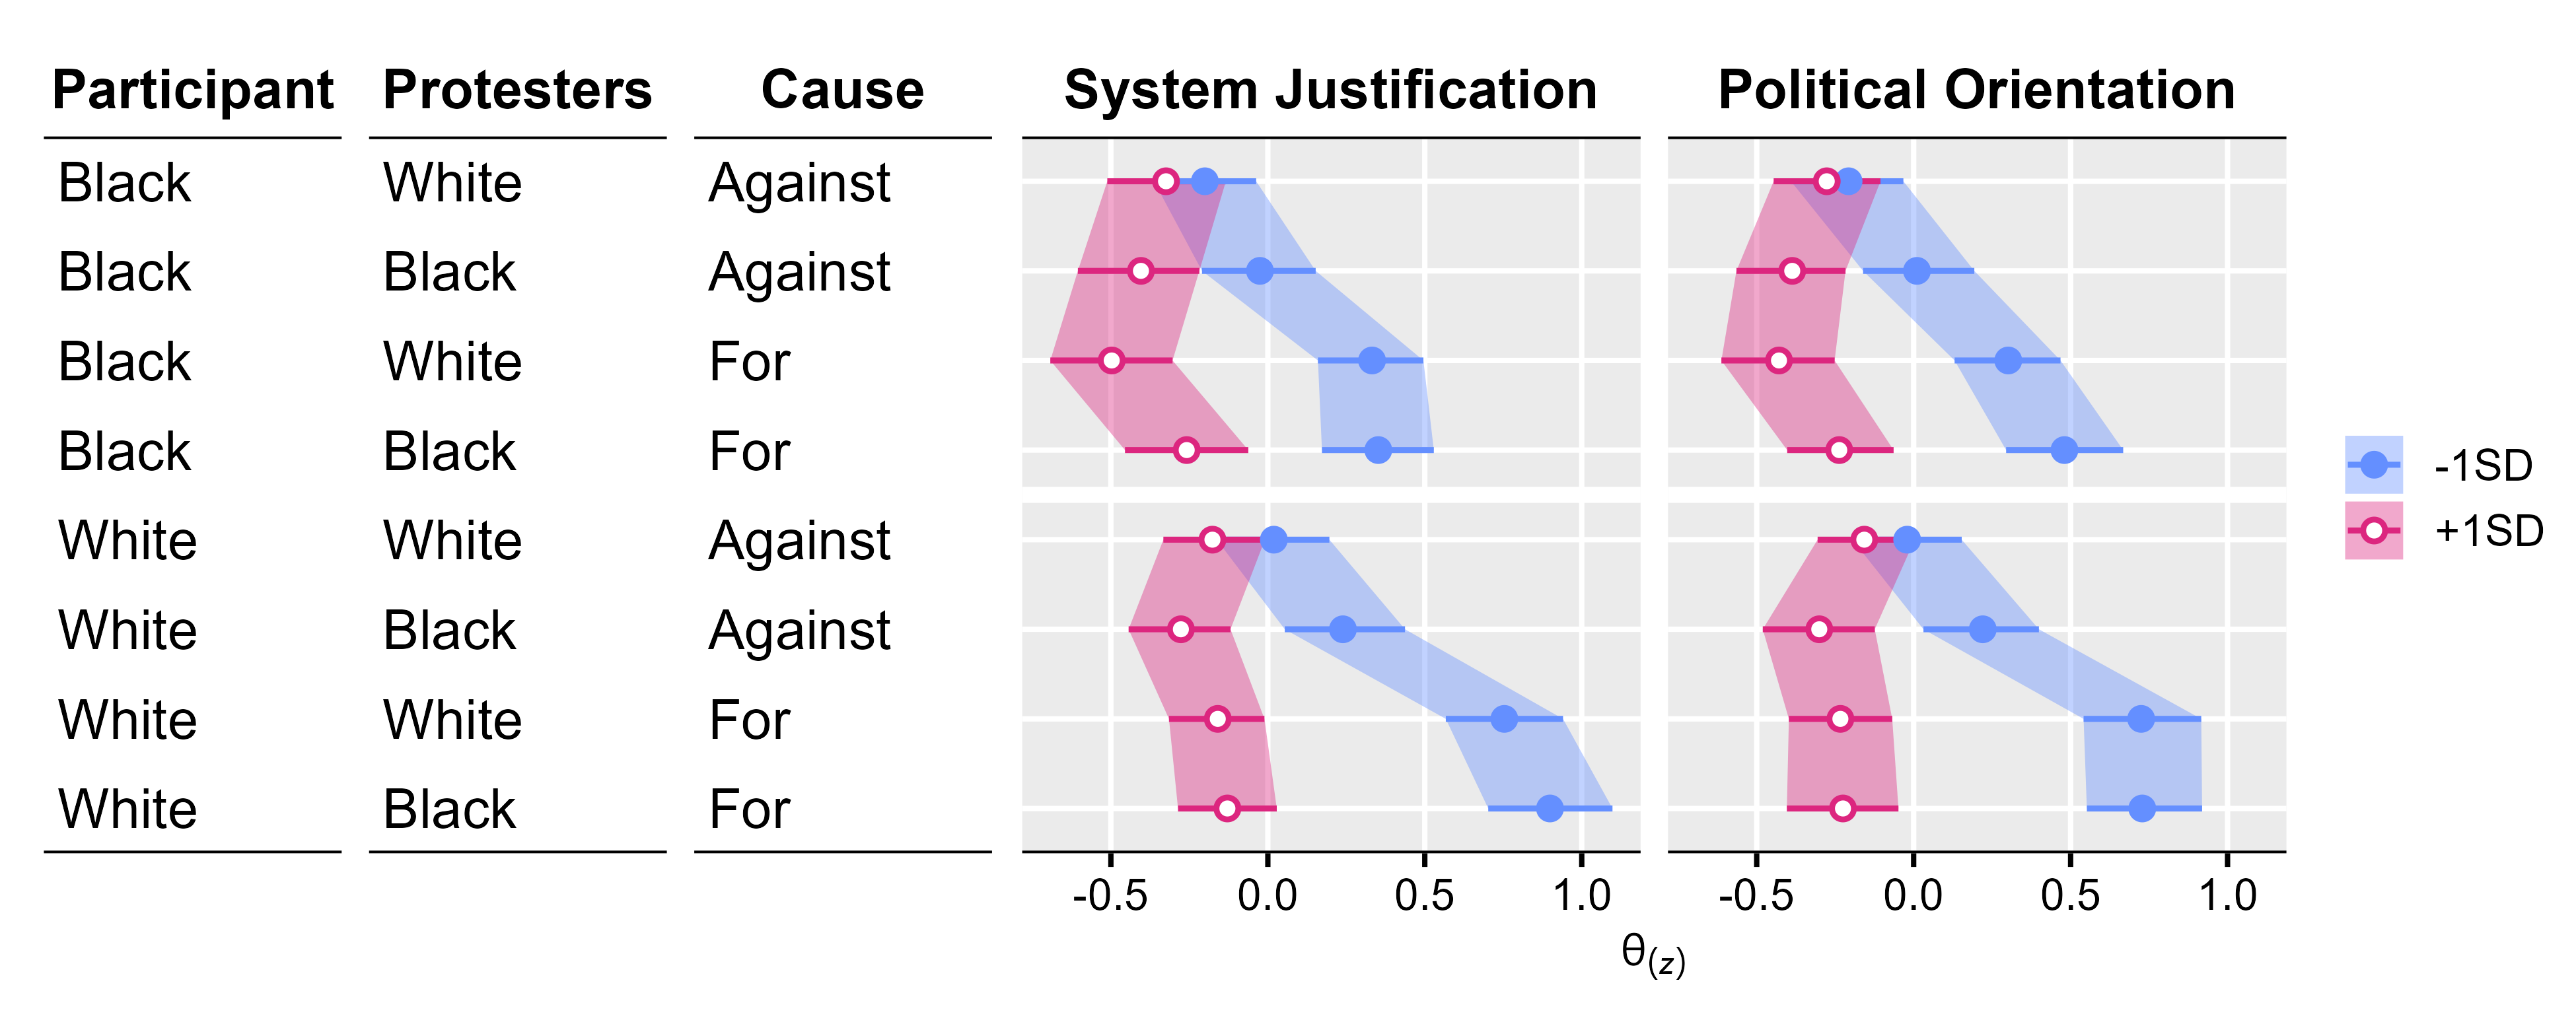 Participant Protesters Cause System Justification Political Orientation
Black White Against
Black Black Against
Black White For
Black Black For
White White Against
White Black Against
White White For
White Black For
-1SD
+1SD
-0.5 0.0 0.5 1.0 -0.5 0.0 0.5 1.0
θ(z)